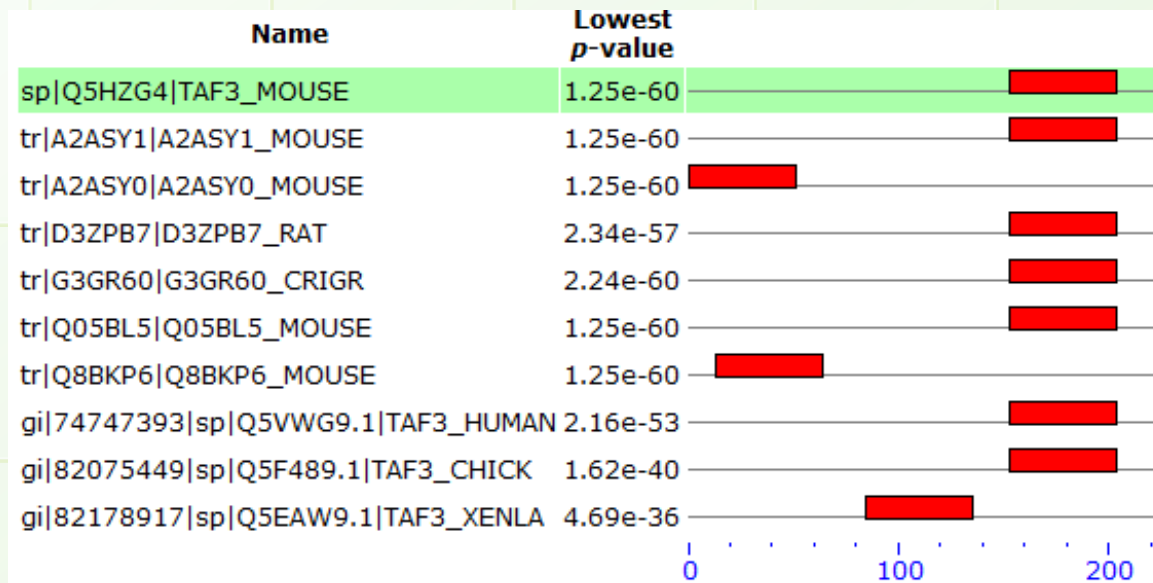 Name Lowest
p-value
sp|Q5HZG4|TAF3_MOUSE 1.25e-60
tr|A2ASY1|A2ASY1_MOUSE 1.25e-60
tr|A2ASY0|A2ASY0_MOUSE 1.25e-60
tr|D3ZPB7|D3ZPB7_RAT 2.34e-57
tr|G3GR60|G3GR60_CRIGR 2.24e-60
tr|Q05BL5|Q05BL5_MOUSE 1.25e-60
tr|Q8BKP6|Q8BKP6_MOUSE 1.25e-60
gi|74747393|sp|Q5VWG9.1|TAF3_HUMAN 2.16e-53
gi|82075449|sp|Q5F489.1|TAF3_CHICK 1.62e-40
gi|82178917|sp|Q5EAW9.1|TAF3_XENLA 4.69e-36
0 100 200